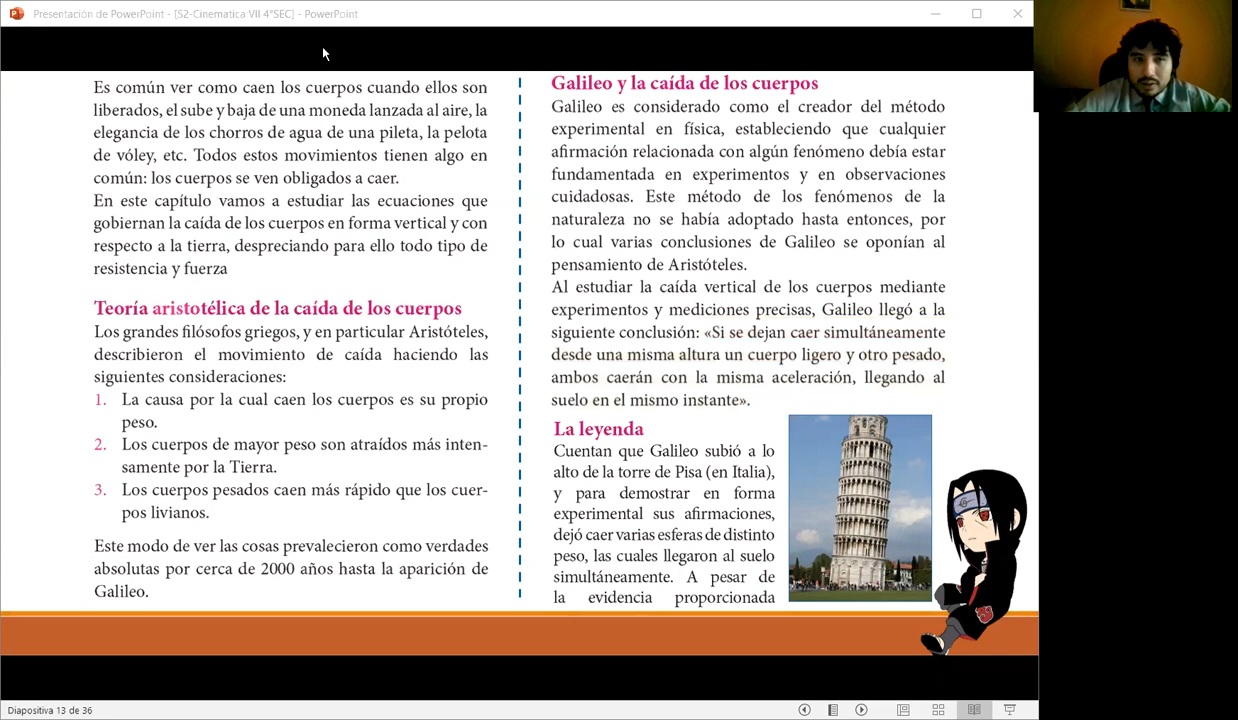 Presentación de PowerPoint - [S2-Cinematica VII 4°SEC] - PowerPoint
Es común ver como caen los cuerpos cuando ellos son
liberados, el sube y baja de una moneda lanzada al aire, la
elegancia de los chorros de agua de una pileta, la pelota
de vóley, etc. Todos estos movimientos tienen algo en
común: los cuerpos se ven obligados a caer.
En este capítulo vamos a estudiar las ecuaciones que
gobiernan la caída de los cuerpos en forma vertical y con
respecto a la tierra, despreciando para ello todo tipo de
resistencia y fuerza
Teoría aristotélica de la caída de los cuerpos
Los grandes filósofos griegos, y en particular Aristóteles,
describieron el movimiento de caída haciendo las
siguientes consideraciones:
1. La causa por la cual caen los cuerpos es su propio
peso.
2. Los cuerpos de mayor peso son atraídos más inten-
samente por la Tierra.
3. Los cuerpos pesados caen más rápido que los cuer-
pos livianos.
Este modo de ver las cosas prevalecieron como verdades
absolutas por cerca de 2000 años hasta la aparición de
Galileo.
Galileo y la caída de los cuerpos
Galileo es considerado como el creador del método
experimental en física, estableciendo que cualquier
afirmación relacionada con algún fenómeno debía estar
fundamentada en experimentos y en observaciones
cuidadosas. Este método de los fenómenos de la
naturaleza no se había adoptado hasta entonces, por
lo cual varias conclusiones de Galileo se oponían al
pensamiento de Aristóteles.
Al estudiar la caída vertical de los cuerpos mediante
experimentos y mediciones precisas, Galileo llegó a la
siguiente conclusión: «Si se dejan caer simultáneamente
desde una misma altura un cuerpo ligero y otro pesado,
ambos caerán con la misma aceleración, llegando al
suelo en el mismo instante».
La leyenda
Cuentan que Galileo subió a lo
alto de la torre de Pisa (en Italia),
y para demostrar en forma
experimental sus afirmaciones,
dejó caer varias esferas de distinto
peso, las cuales llegaron al suelo
simultáneamente. A pesar de
la evidencia proporcionada
Diapositiva 13 de 36